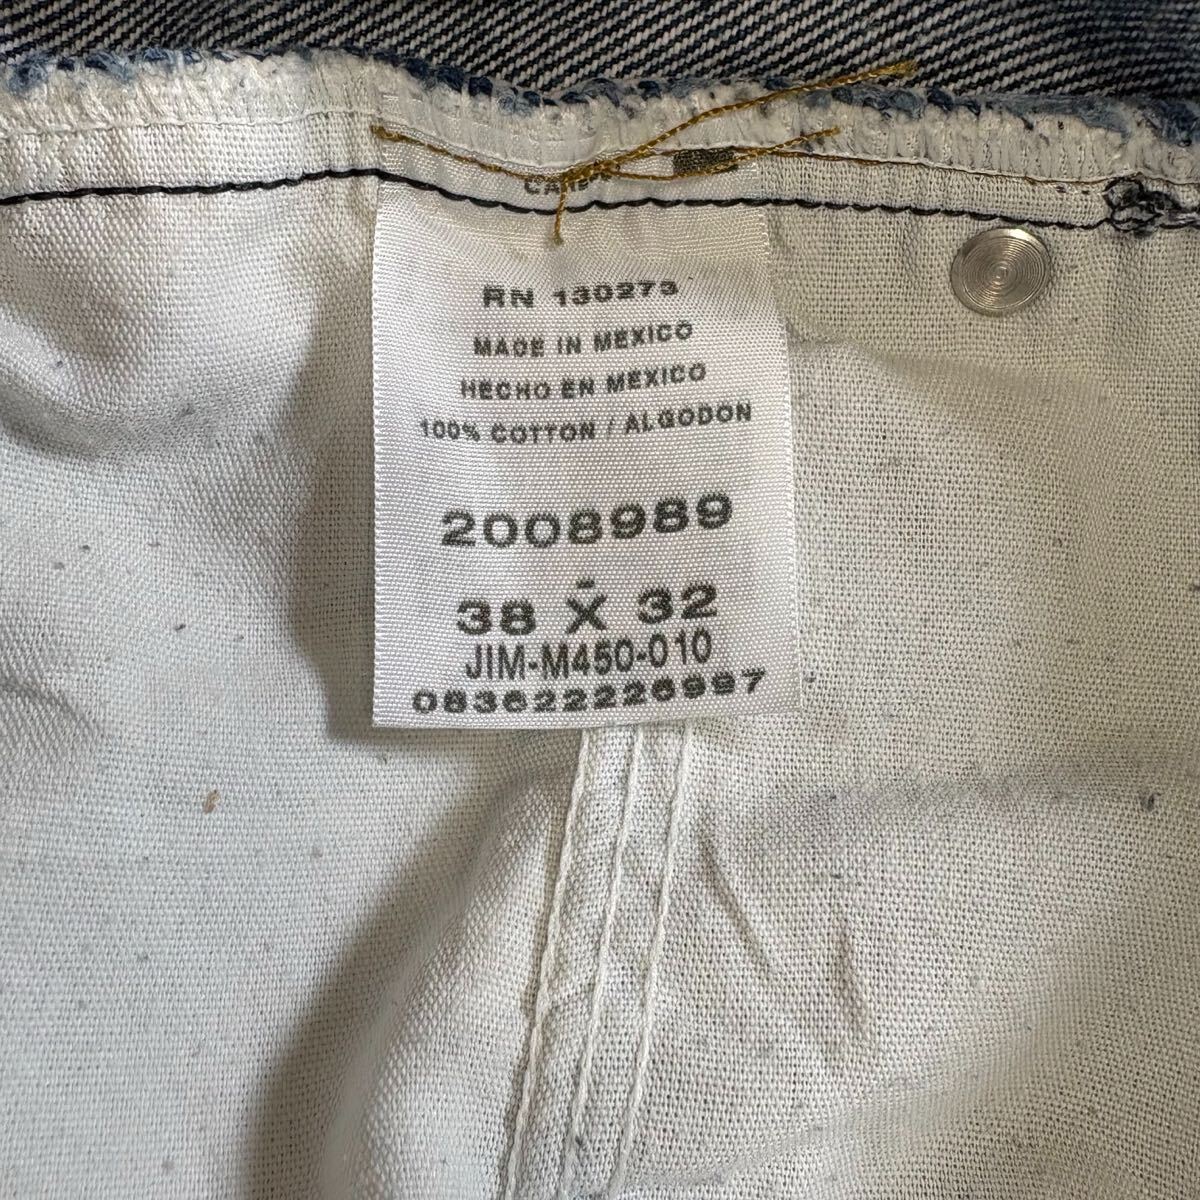 RN 130273
MADE IN MEXICO
HECHO EN MEXICO
100% COTTON / ALGODON
2008989
38 X 32
JIM-M450-010
083622226997